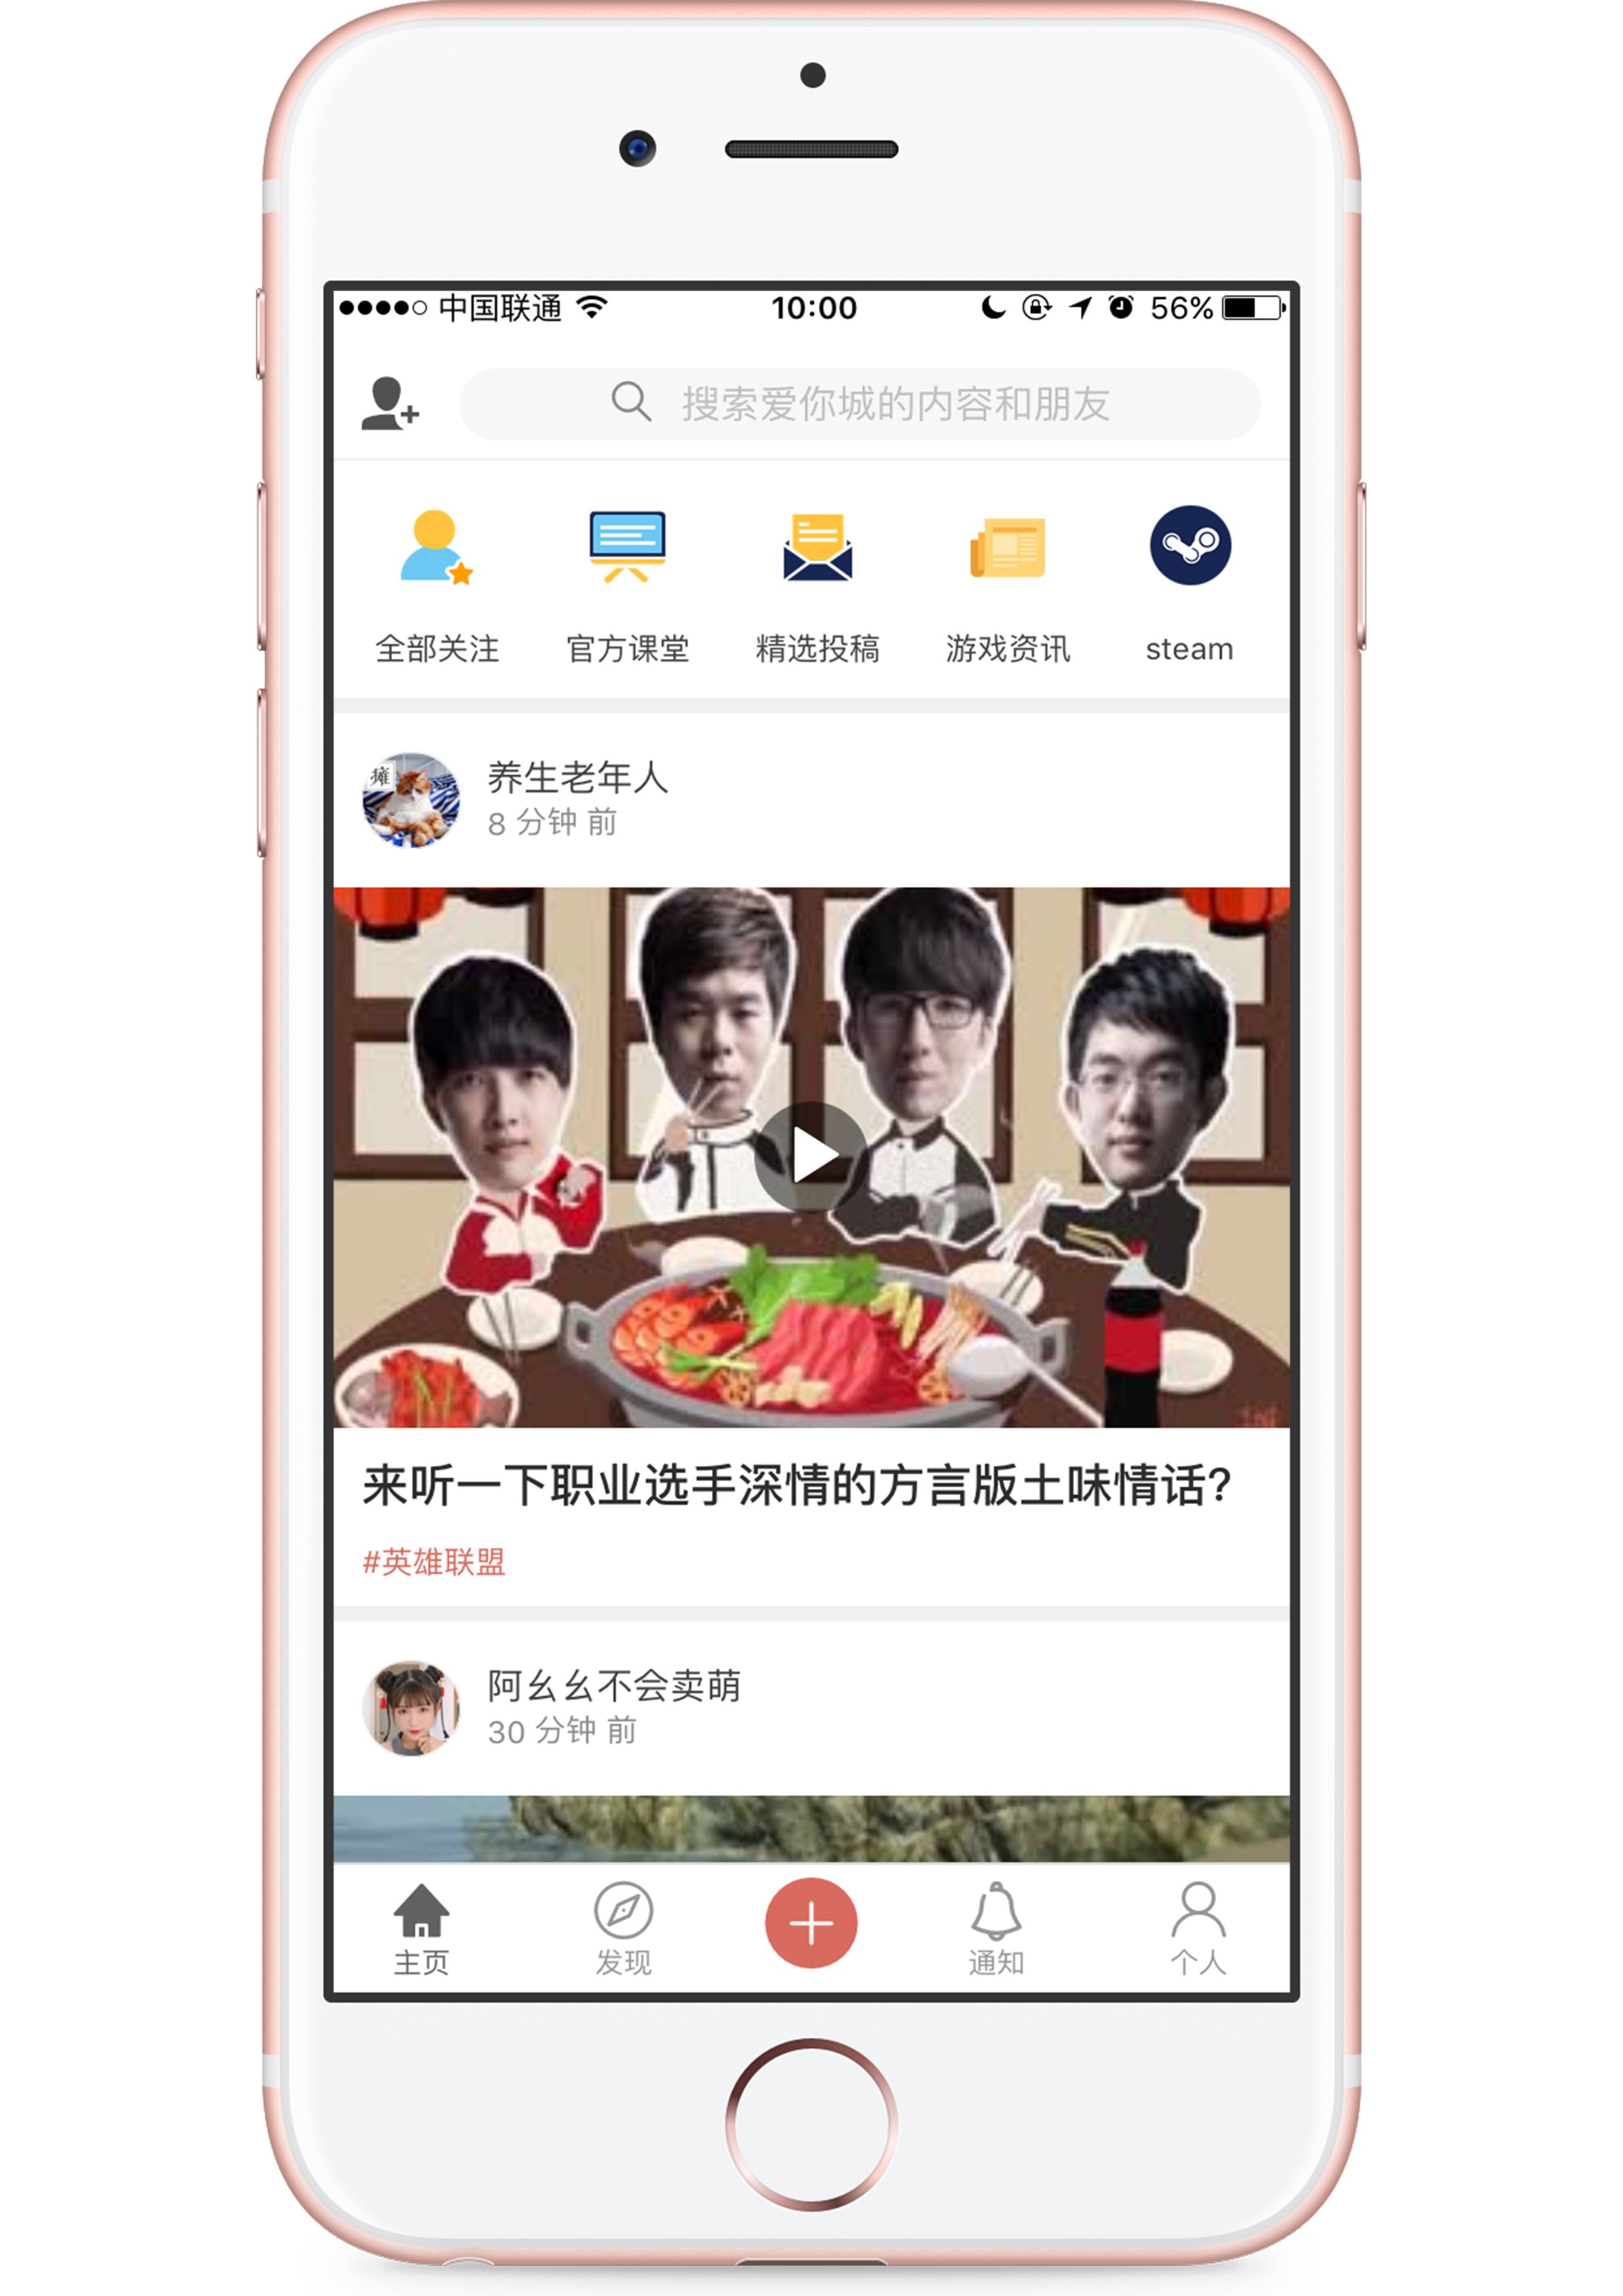 中国联通 10:00 56%
搜索爱你城的内容和朋友
全部关注 官方课堂 精选投稿 游戏资讯 steam
瘫
养生老年人
8 分钟 前
来听一下职业选手深情的方言版土味情话?
#英雄联盟
阿幺幺不会卖萌
30 分钟 前
主页 发现 通知 个人